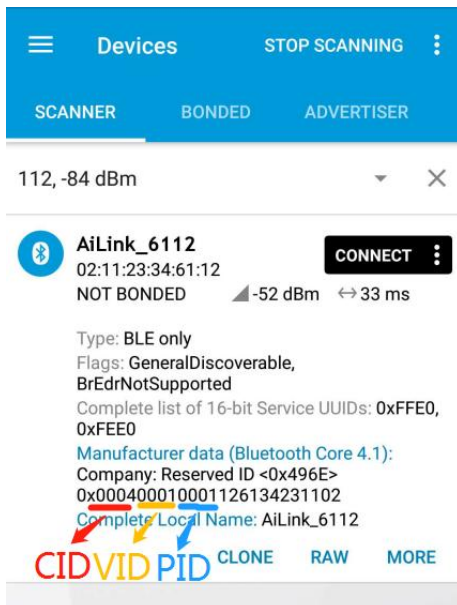 Devices
STOP SCANNING
SCANNER
BONDED
ADVERTISER
112, -84 dBm
AiLink_6112
CONNECT
02:11:23:34:61:12
NOT BONDED
-52 dBm
33 ms
Type: BLE only
Flags: GeneralDiscoverable,
BrEdrNotSupported
Complete list of 16-bit Service UUIDs: 0xFFE0,
0xFEE0
Manufacturer data (Bluetooth Core 4.1):
Company: Reserved ID <0x496E>
0x000400010001126134231102
Complete Local Name: AiLink_6112
CID VID PID
CLONE
RAW
MORE